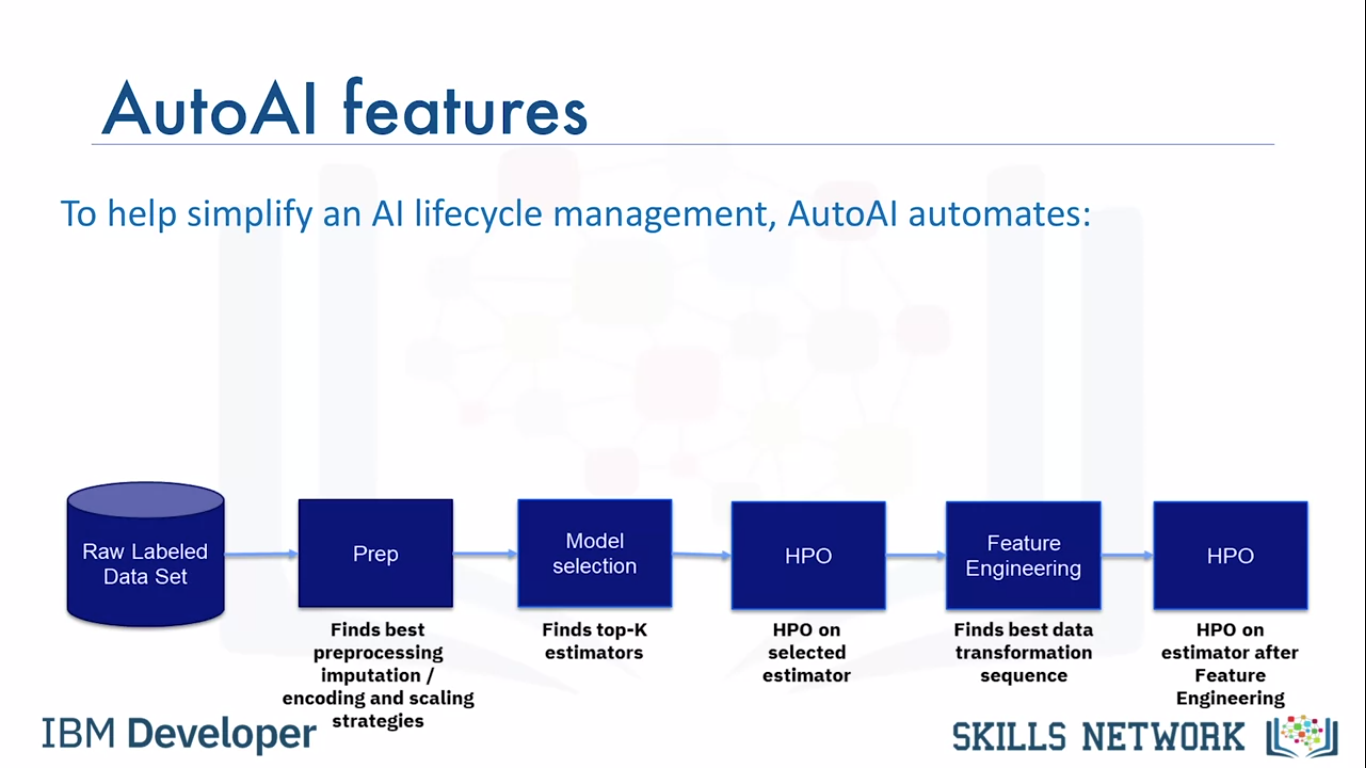 AutoAI features
To help simplify an AI lifecycle management, AutoAI automates:
Raw Labeled
Data Set
Prep
Finds best
preprocessing
imputation /
encoding and scaling
strategies
Model
selection
Finds top-K
estimators
HPO
HPO on
selected
estimator
Feature
Engineering
Finds best data
transformation
sequence
HPO
HPO on
estimator after
Feature
Engineering
IBM Developer
SKILLS NETWORK